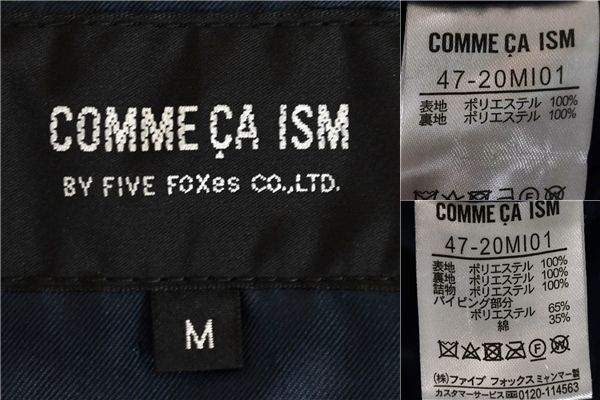 COMME ÇA ISM
BY FIVE FOXes CO.,LTD.
M
COMME ÇA ISM
47-20MI01
表地 ポリエステル 100%
裏地 ポリエステル 100%
COMME ÇA ISM
47-20MI01
表地 ポリエステル 100%
裏地 ポリエステル 100%
詰物 ポリエステル 100%
パイピング部分
ポリエステル 65%
綿 35%
(株)ファイブ フォックス ミャンマー製
カスタマーサービス 0120-114563